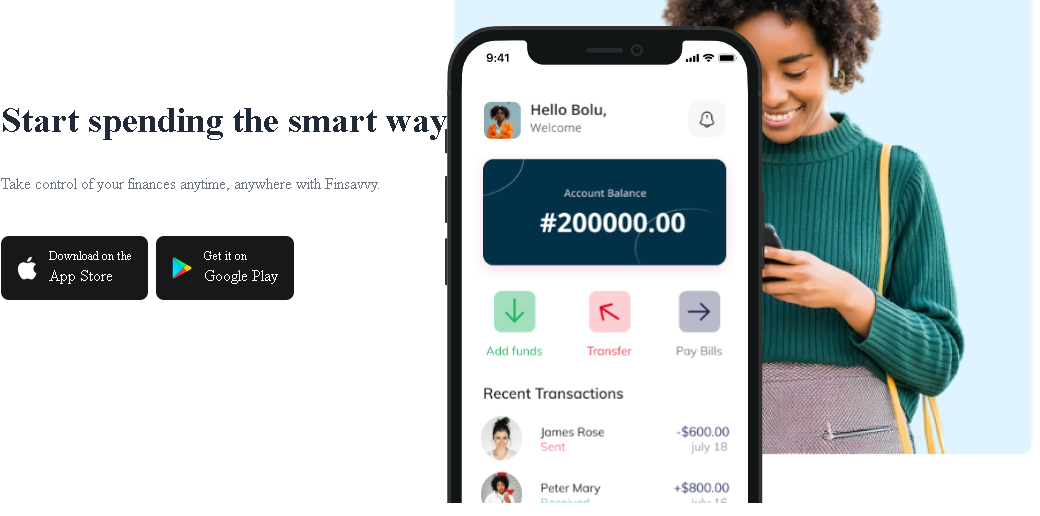 9:41
Hello Bolu,
Welcome
Start spending the smart way
Take control of your finances anytime, anywhere with Finsavvy.
Download on the
App Store
Get it on
Google Play
Account Balance
#200000.00
Add funds
Transfer
Pay Bills
Recent Transactions
James Rose
-$600.00
Sent
july 18
Peter Mary
+$800.00
Received
july 16